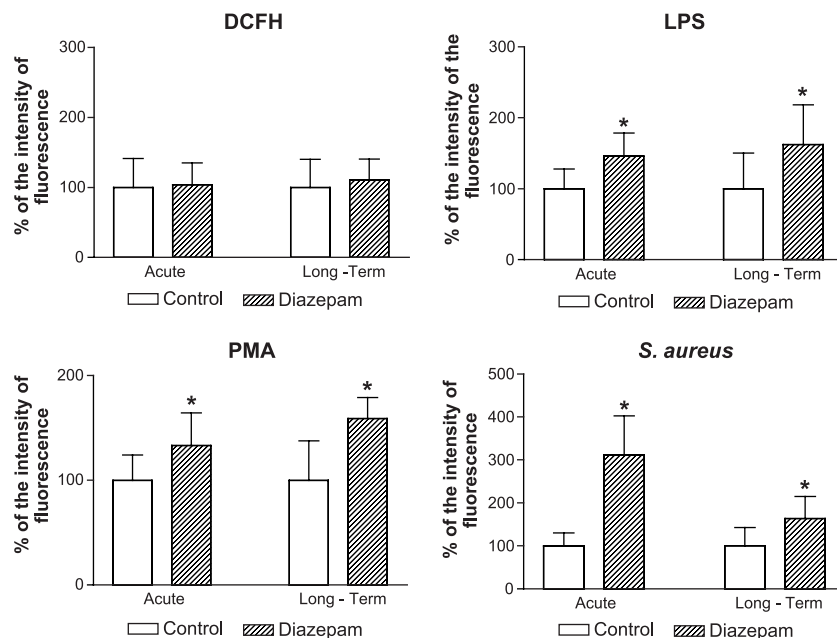 DCFH
% of the intensity of
fluorescence
300
200
100
0
Acute
Long -Term
Control
Diazepam
LPS
% of the intensity of the
fluorescence
300
200
100
0
*
*
Acute
Long - Term
Control
Diazepam
PMA
% of the intensity of
fluorescence
200
100
0
*
*
Acute
Long - Term
Control
Diazepam
S. aureus
% of the intensity of
fluorescence
500
400
300
200
100
0
*
*
Acute
Long - Term
Control
Diazepam